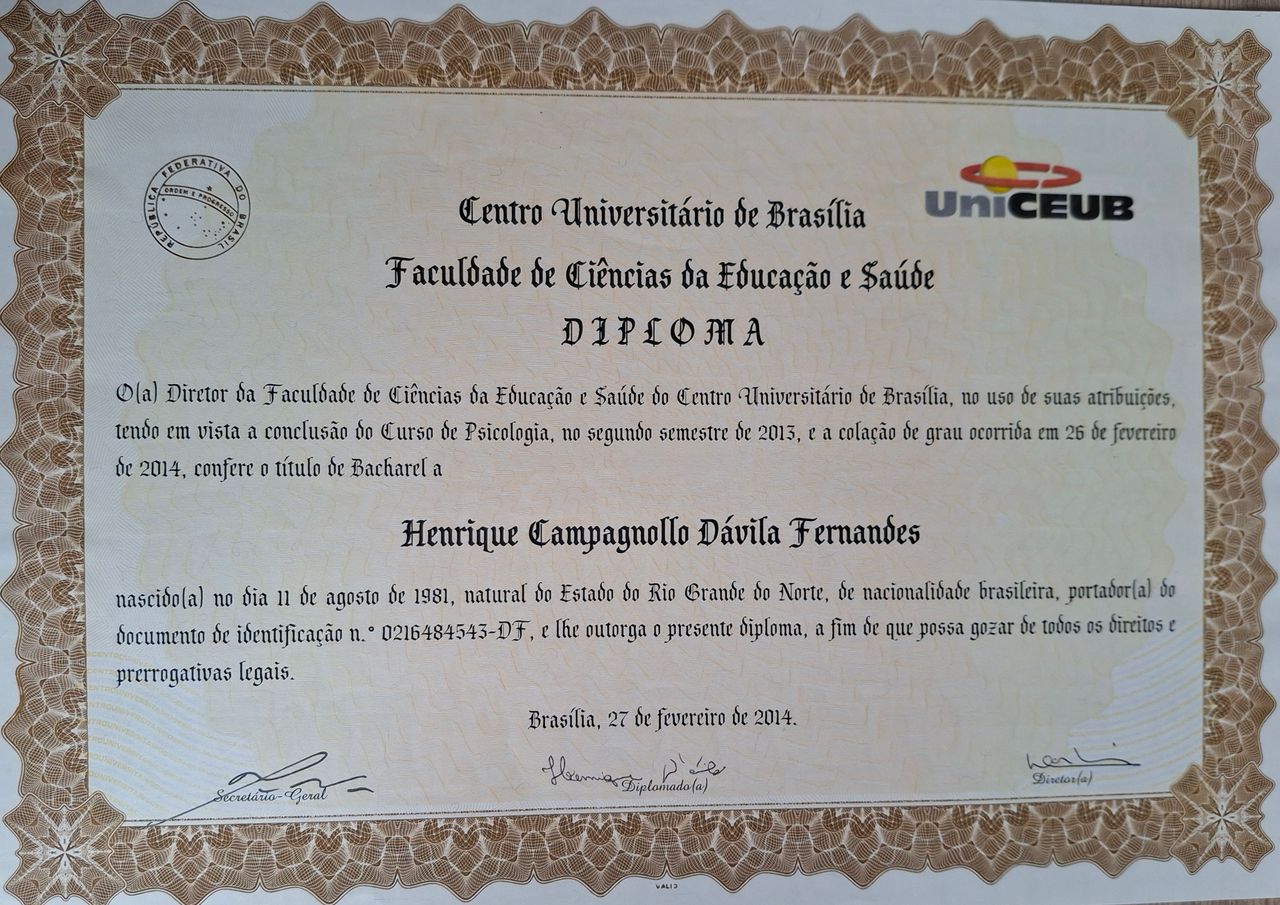 REPÚBLICA FEDERATIVA DO BRASIL
ORDEM E PROGRESSO
UniCEUB
Centro Universitário de Brasília
Faculdade de Ciências da Educação e Saúde
DIPLOMA
O(a) Diretor da Faculdade de Ciências da Educação e Saúde do Centro Universitário de Brasília, no uso de suas atribuições,
tendo em vista a conclusão do Curso de Psicologia, no segundo semestre de 2013, e a colação de grau ocorrida em 26 de fevereiro
de 2014, confere o título de Bacharel a
Henrique Campagnollo Dávila Fernandes
nascido(a) no dia 11 de agosto de 1981, natural do Estado do Rio Grande do Norte, de nacionalidade brasileira, portador(a) do
documento de identificação n.° 0216484543-DF, e lhe outorga o presente diploma, a fim de que possa gozar de todos os direitos e
prerrogativas legais.
Brasília, 27 de fevereiro de 2014.
Secretário-Geral
Diplomado(a)
Diretor(a)